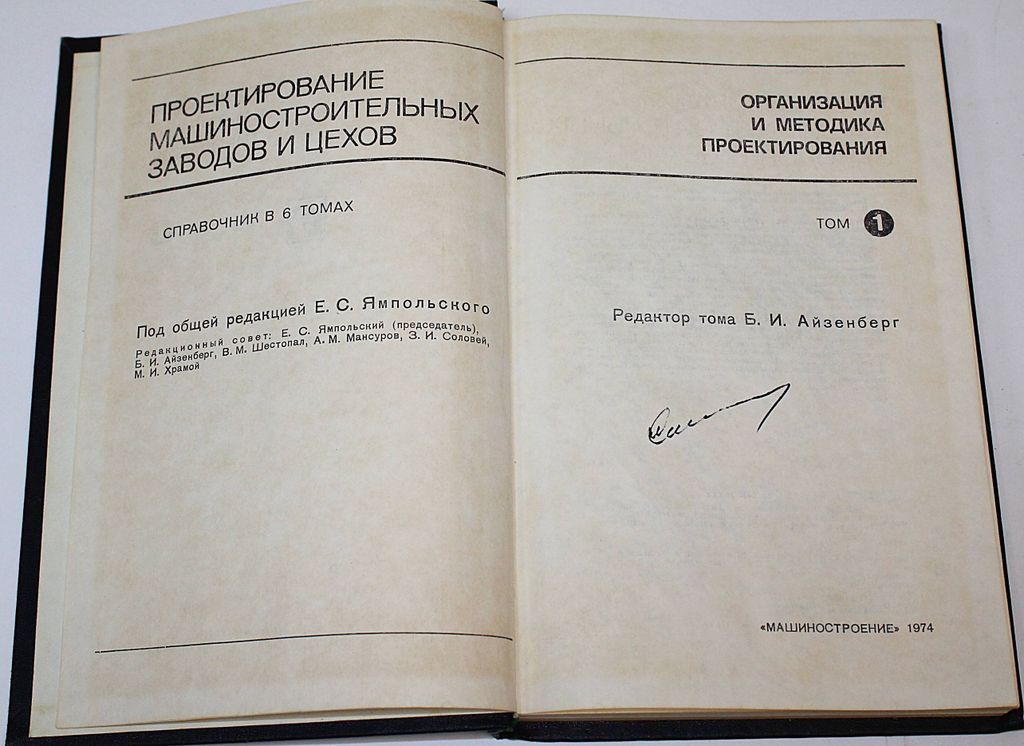 ПРОЕКТИРОВАНИЕ
МАШИНОСТРОИТЕЛЬНЫХ
ЗАВОДОВ И ЦЕХОВ
СПРАВОЧНИК В 6 ТОМАХ
Под общей редакцией Е. С. Ямпольского
Редакционный совет: Е. С. Ямпольский (председатель),
Б. И. Айзенберг, В. М. Шестопал, А. М. Мансуров, З. И. Соловей,
М. И. Храмой
ОРГАНИЗАЦИЯ
И МЕТОДИКА
ПРОЕКТИРОВАНИЯ
ТОМ 1
Редактор тома Б. И. Айзенберг
«МАШИНОСТРОЕНИЕ» 1974